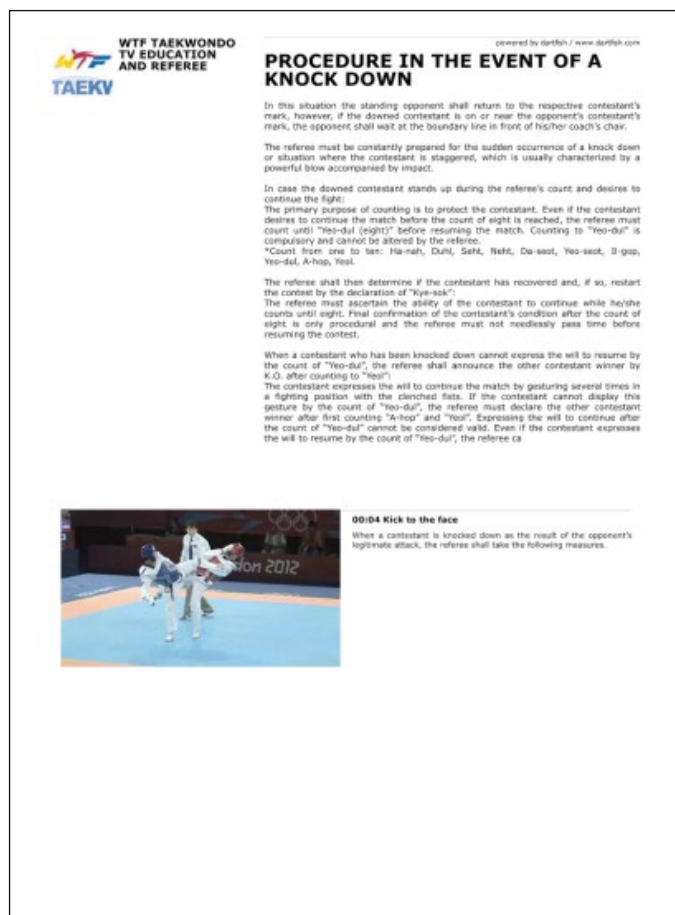 WTF TAEKWONDO
TV EDUCATION
AND REFEREE
WTF
TAEKW
powered by dartfish / www.dartfish.com
PROCEDURE IN THE EVENT OF A
KNOCK DOWN
In this situation the standing opponent shall return to the respective contestant's
mark, however, if the downed contestant is on or near the opponent's contestant's
mark, the opponent shall wait at the boundary line in front of his/her coach's chair.
The referee must be constantly prepared for the sudden occurrence of a knock down
or situation where the contestant is staggered, which is usually characterized by a
powerful blow accompanied by impact.
In case the downed contestant stands up during the referee's count and desires to
continue the fight:
The primary purpose of counting is to protect the contestant. Even if the contestant
desires to continue the match before the count of eight is reached, the referee must
count until "Yeo-dul (eight)" before resuming the match. Counting to "Yeo-dul" is
compulsory and cannot be altered by the referee.
*Count from one to ten: Ha-nah, Duhl, Seht, Neht, Da-seot, Yeo-seot, Il-gop,
Yeo-dul, A-hop, Yeol.
The referee shall then determine if the contestant has recovered and, if so, restart
the contest by the declaration of "Kye-sok":
The referee must ascertain the ability of the contestant to continue while he/she
counts until eight. Final confirmation of the contestant's condition after the count of
eight is only procedural and the referee must not needlessly pass time before
resuming the contest.
When a contestant who has been knocked down cannot express the will to resume by
the count of "Yeo-dul", the referee shall announce the other contestant winner by
K.O. after counting to "Yeol":
The contestant expresses the will to continue the match by gesturing several times in
a fighting position with the clenched fists. If the contestant cannot display this
gesture by the count of "Yeo-dul", the referee must declare the other contestant
winner after first counting "A-hop" and "Yeol". Expressing the will to continue after
the count of "Yeo-dul" cannot be considered valid. Even if the contestant expresses
the will to resume by the count of "Yeo-dul", the referee ca
00:04 Kick to the face
When a contestant is knocked down as the result of the opponent's
legitimate attack, the referee shall take the following measures.
don 2012